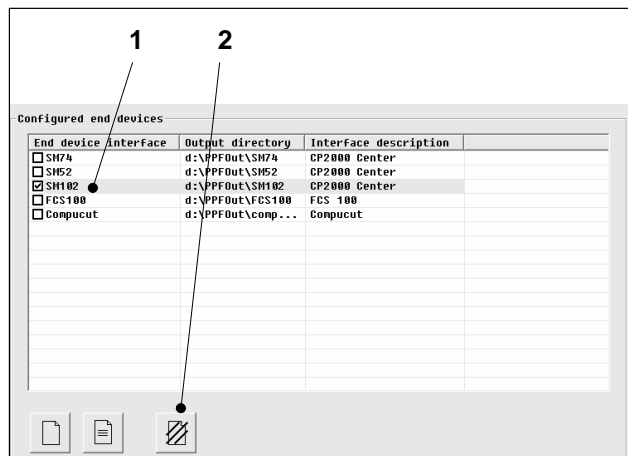 1 2
Configured end devices
End device interface Output directory Interface description
SM74 d:\PPFOut\SM74 CP2000 Center
SM52 d:\PPFOut\SM52 CP2000 Center
SM102 d:\PPFOut\SM102 CP2000 Center
FCS100 d:\PPFOut\FCS100 FCS 100
Compucut d:\PPFOut\comp... Compucut